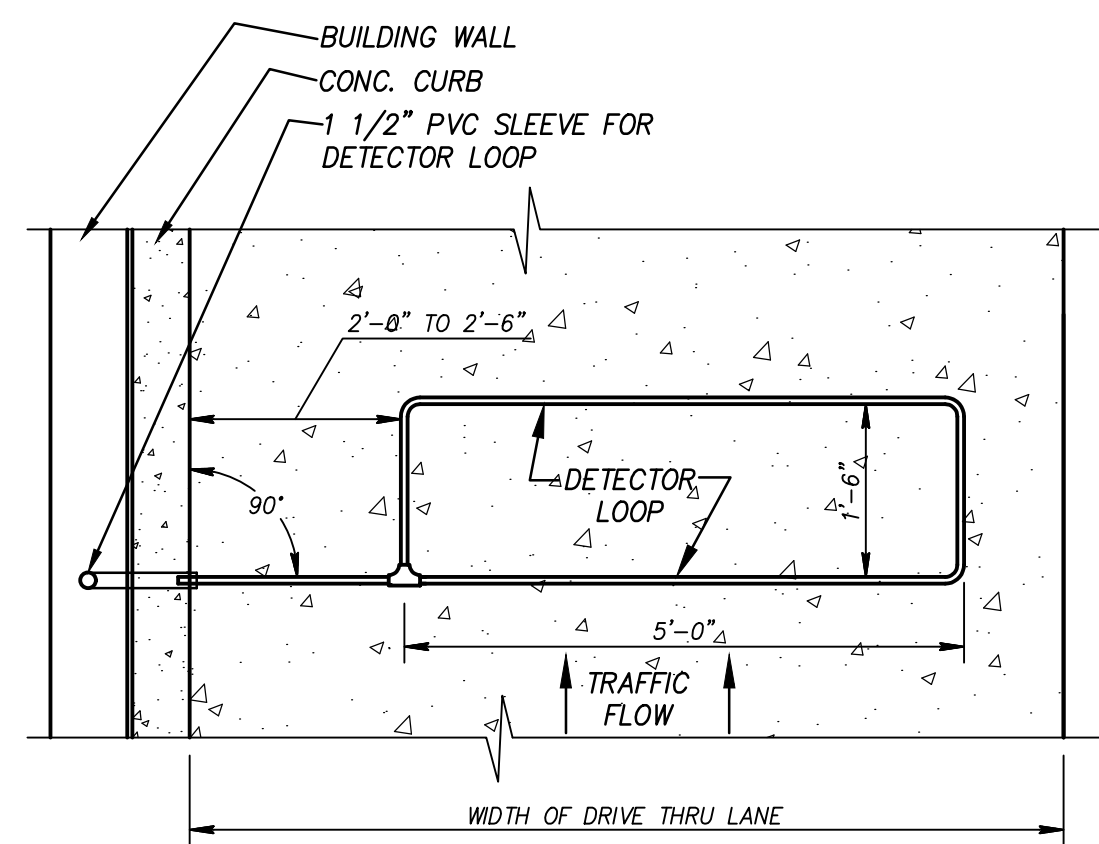 BUILDING WALL
CONC. CURB
1 1/2" PVC SLEEVE FOR
DETECTOR LOOP
2'-0" TO 2'-6"
DETECTOR
LOOP
1'-6"
90°
5'-0"
TRAFFIC
FLOW
WIDTH OF DRIVE THRU LANE